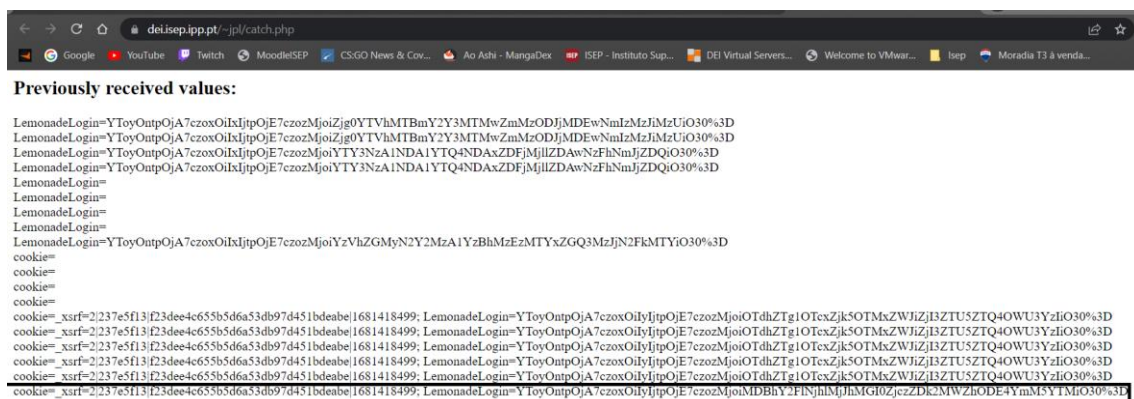 dei.isep.ipp.pt/~jpl/catch.php
Google YouTube Twitch MoodleISEP CS:GO News & Cov... Ao Ashi - MangaDex ISEP - Instituto Sup... DEI Virtual Servers... Welcome to VMwar... Isep Moradia T3 à venda...
Previously received values:
LemonadeLogin=YToyOntpOjA7czoxOiIxIjtpOjE7czozMjoiZjg0YTVhMTBmY2Y3MTMwZmMzODJjMDEwNmIzMzJiMzUiO30%3D
LemonadeLogin=YToyOntpOjA7czoxOiIxIjtpOjE7czozMjoiZjg0YTVhMTBmY2Y3MTMwZmMzODJjMDEwNmIzMzJiMzUiO30%3D
LemonadeLogin=YToyOntpOjA7czoxOiIxIjtpOjE7czozMjoiYTY3NzA1NDA1YTQ4NDAxZDFjMjllZDAwNzFhNmJjZDQiO30%3D
LemonadeLogin=YToyOntpOjA7czoxOiIxIjtpOjE7czozMjoiYTY3NzA1NDA1YTQ4NDAxZDFjMjllZDAwNzFhNmJjZDQiO30%3D
LemonadeLogin=
LemonadeLogin=
LemonadeLogin=
LemonadeLogin=
LemonadeLogin=YToyOntpOjA7czoxOiIxIjtpOjE7czozMjoiYzVhZGMyN2Y2MzA1YzBhMzEzMTYxZGQ3MzJjN2FkMTYiO30%3D
cookie=
cookie=
cookie=
cookie=
cookie=_xsrf=2|237e5f13|f23dee4c655b5d6a53db97d451bdeabe|1681418499; LemonadeLogin=YToyOntpOjA7czoxOiIyIjtpOjE7czozMjoiOTdhZTg1OTcxZjk5OTMxZWJiZjI3ZTU5ZTQ4OWU3YzIiO30%3D
cookie=_xsrf=2|237e5f13|f23dee4c655b5d6a53db97d451bdeabe|1681418499; LemonadeLogin=YToyOntpOjA7czoxOiIyIjtpOjE7czozMjoiOTdhZTg1OTcxZjk5OTMxZWJiZjI3ZTU5ZTQ4OWU3YzIiO30%3D
cookie=_xsrf=2|237e5f13|f23dee4c655b5d6a53db97d451bdeabe|1681418499; LemonadeLogin=YToyOntpOjA7czoxOiIyIjtpOjE7czozMjoiOTdhZTg1OTcxZjk5OTMxZWJiZjI3ZTU5ZTQ4OWU3YzIiO30%3D
cookie=_xsrf=2|237e5f13|f23dee4c655b5d6a53db97d451bdeabe|1681418499; LemonadeLogin=YToyOntpOjA7czoxOiIyIjtpOjE7czozMjoiOTdhZTg1OTcxZjk5OTMxZWJiZjI3ZTU5ZTQ4OWU3YzIiO30%3D
cookie=_xsrf=2|237e5f13|f23dee4c655b5d6a53db97d451bdeabe|1681418499; LemonadeLogin=YToyOntpOjA7czoxOiIyIjtpOjE7czozMjoiOTdhZTg1OTcxZjk5OTMxZWJiZjI3ZTU5ZTQ4OWU3YzIiO30%3D
cookie=_xsrf=2|237e5f13|f23dee4c655b5d6a53db97d451bdeabe|1681418499; LemonadeLogin=YToyOntpOjA7czoxOiIyIjtpOjE7czozMjoiMDBhY2FlNjhlMjJhMGI0ZjczZDk2MWZhODE4YmM5YTMiO30%3D